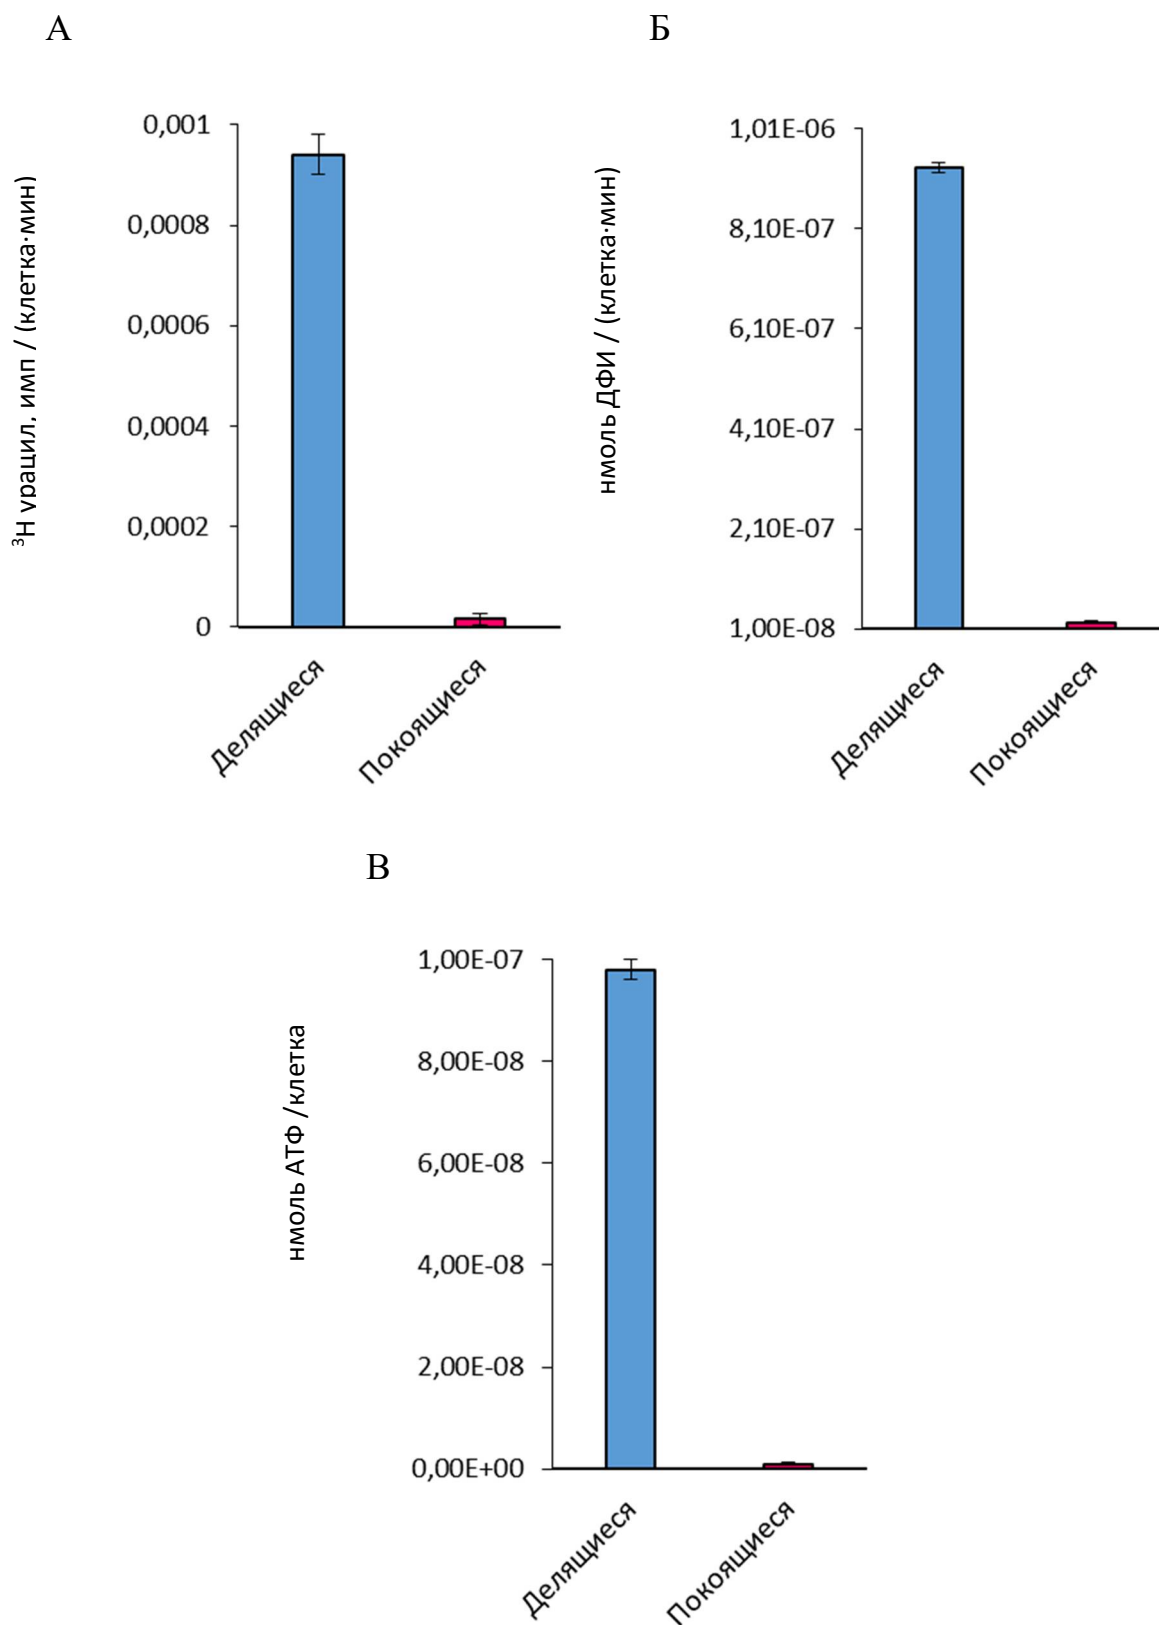 А
³Н урацил, имп / (клетка·мин)
0,001
0,0008
0,0006
0,0004
0,0002
0
Делящиеся
Покоящиеся
Б
нмоль ДФИ / (клетка·мин)
1,01E-06
8,10E-07
6,10E-07
4,10E-07
2,10E-07
1,00E-08
Делящиеся
Покоящиеся
В
нмоль АТФ /клетка
1,00E-07
8,00E-08
6,00E-08
4,00E-08
2,00E-08
0,00E+00
Делящиеся
Покоящиеся